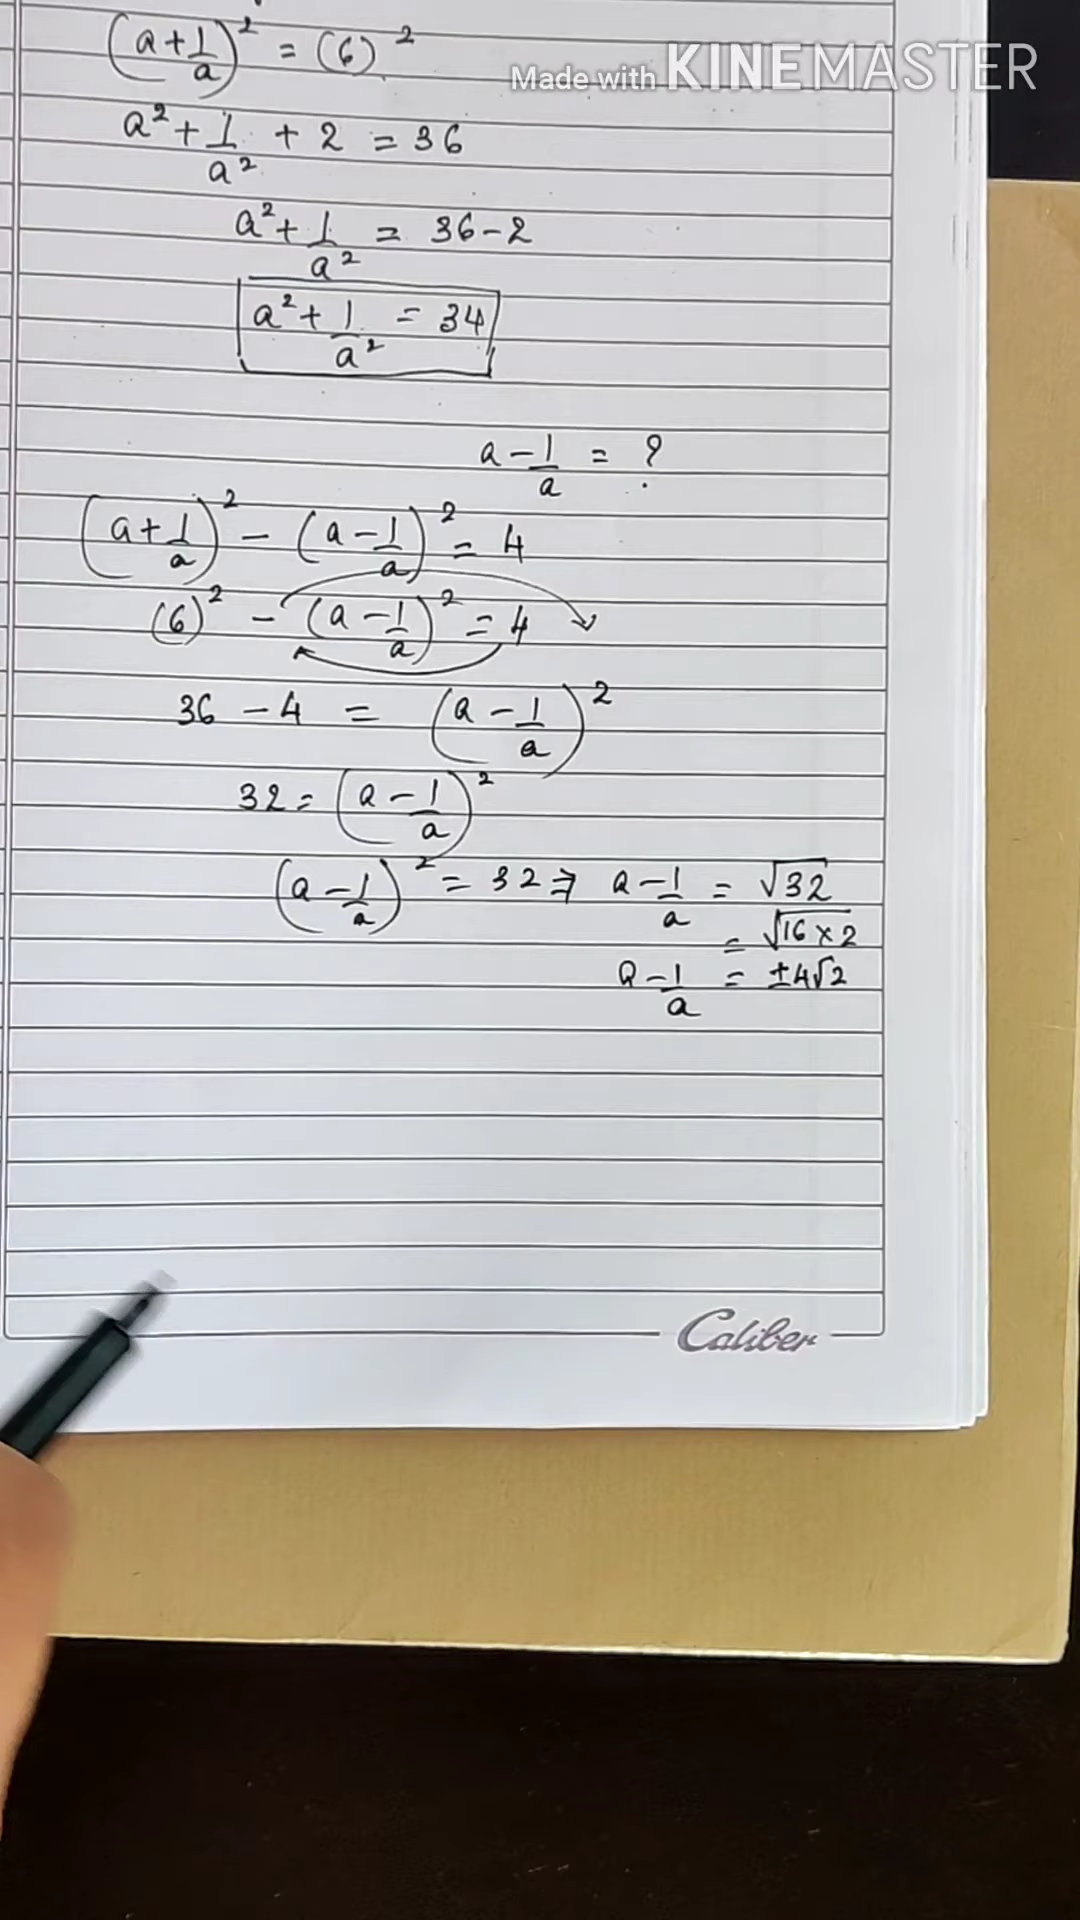 (a+1/a)² = (6)²
Made with KINEMASTER
a²+1/a² + 2 = 36
a²+1/a² = 36-2
a²+1/a² = 34
a-1/a = ?
(a+1/a)² - (a-1/a)² = 4
(6)² - (a-1/a)² = 4
36 - 4 = (a-1/a)²
32 = (a-1/a)²
(a-1/a)² = 32 ⇒ a-1/a = √32
= √16×2
a-1/a = ±4√2
Caliber